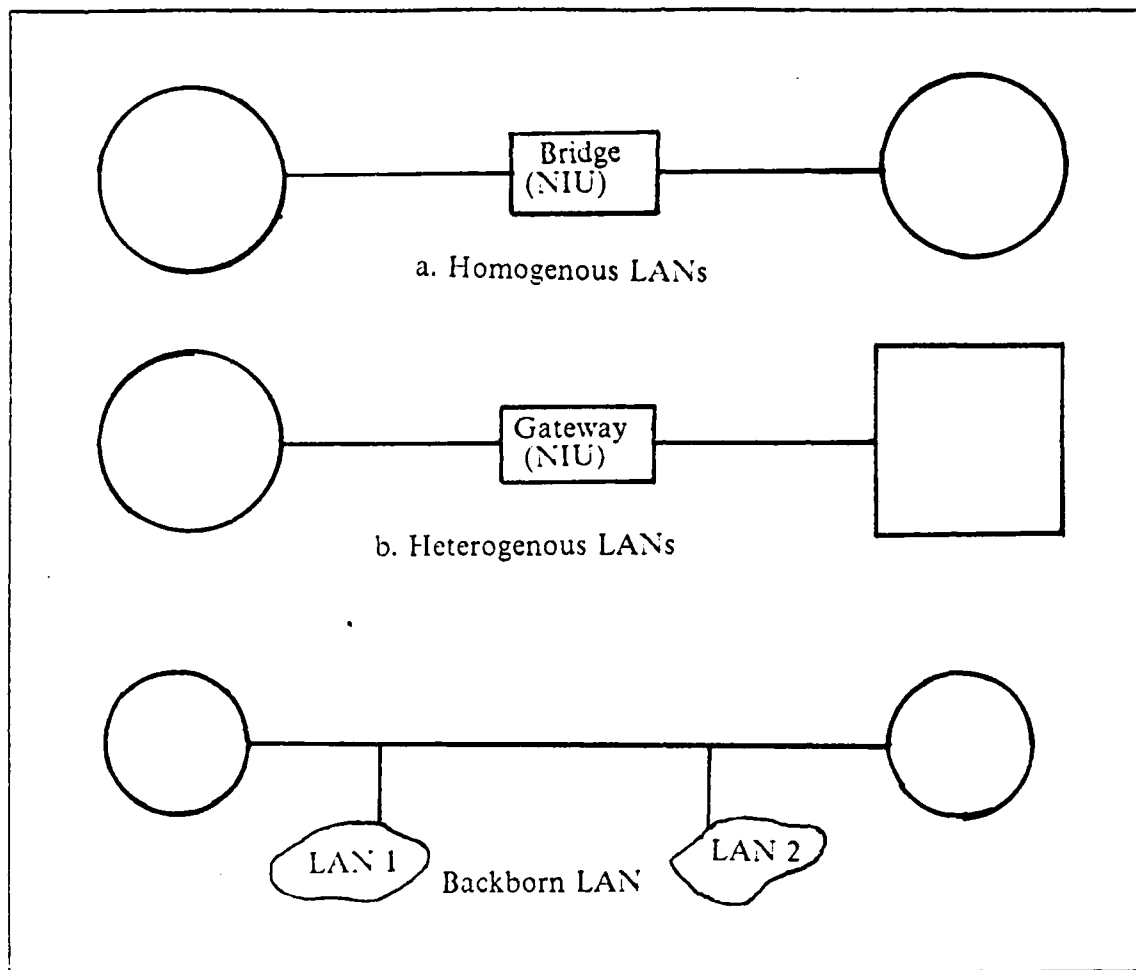 Bridge
(NIU)
a. Homogenous LANs
Gateway
(NIU)
b. Heterogenous LANs
LAN 1
LAN 2
Backborn LAN